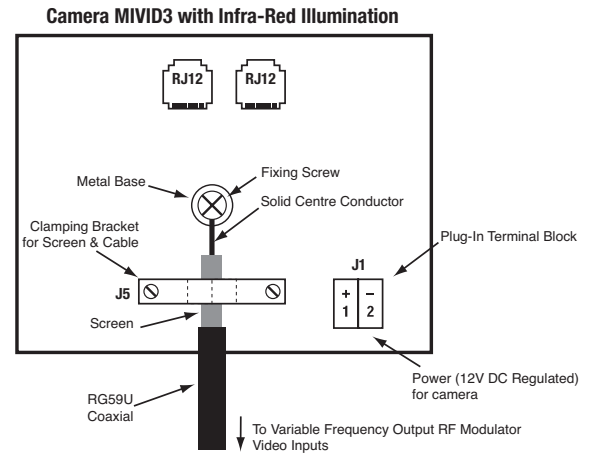 Camera MIVID3 with Infra-Red Illumination
RJ12
RJ12
Metal Base
Fixing Screw
Solid Centre Conductor
Clamping Bracket
for Screen & Cable
Plug-In Terminal Block
J5
J1
+ –
1 2
Screen
Power (12V DC Regulated)
for camera
RG59U
Coaxial
To Variable Frequency Output RF Modulator
Video Inputs